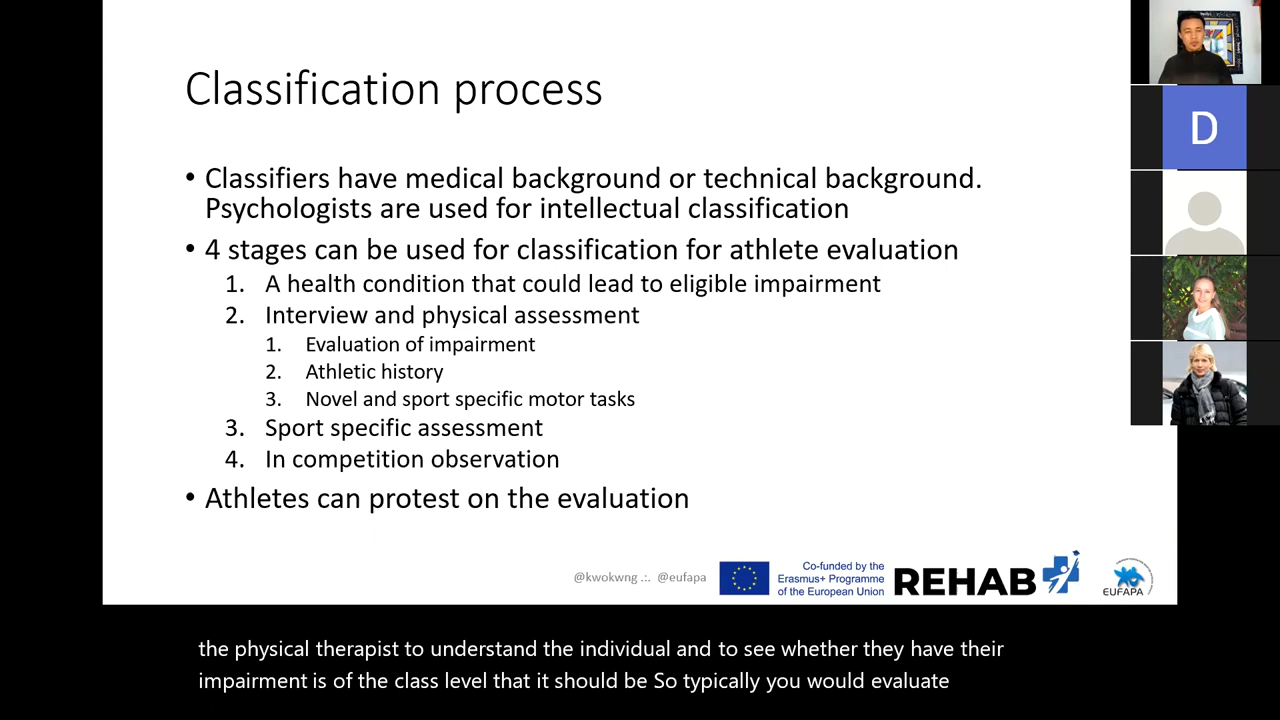 Classification process
• Classifiers have medical background or technical background.
Psychologists are used for intellectual classification
• 4 stages can be used for classification for athlete evaluation
1. A health condition that could lead to eligible impairment
2. Interview and physical assessment
1. Evaluation of impairment
2. Athletic history
3. Novel and sport specific motor tasks
3. Sport specific assessment
4. In competition observation
• Athletes can protest on the evaluation
@kwokwng .:. @eufapa
Co-funded by the
Erasmus+ Programme
of the European Union
REHAB
EUFAPA
D
the physical therapist to understand the individual and to see whether they have their
impairment is of the class level that it should be So typically you would evaluate